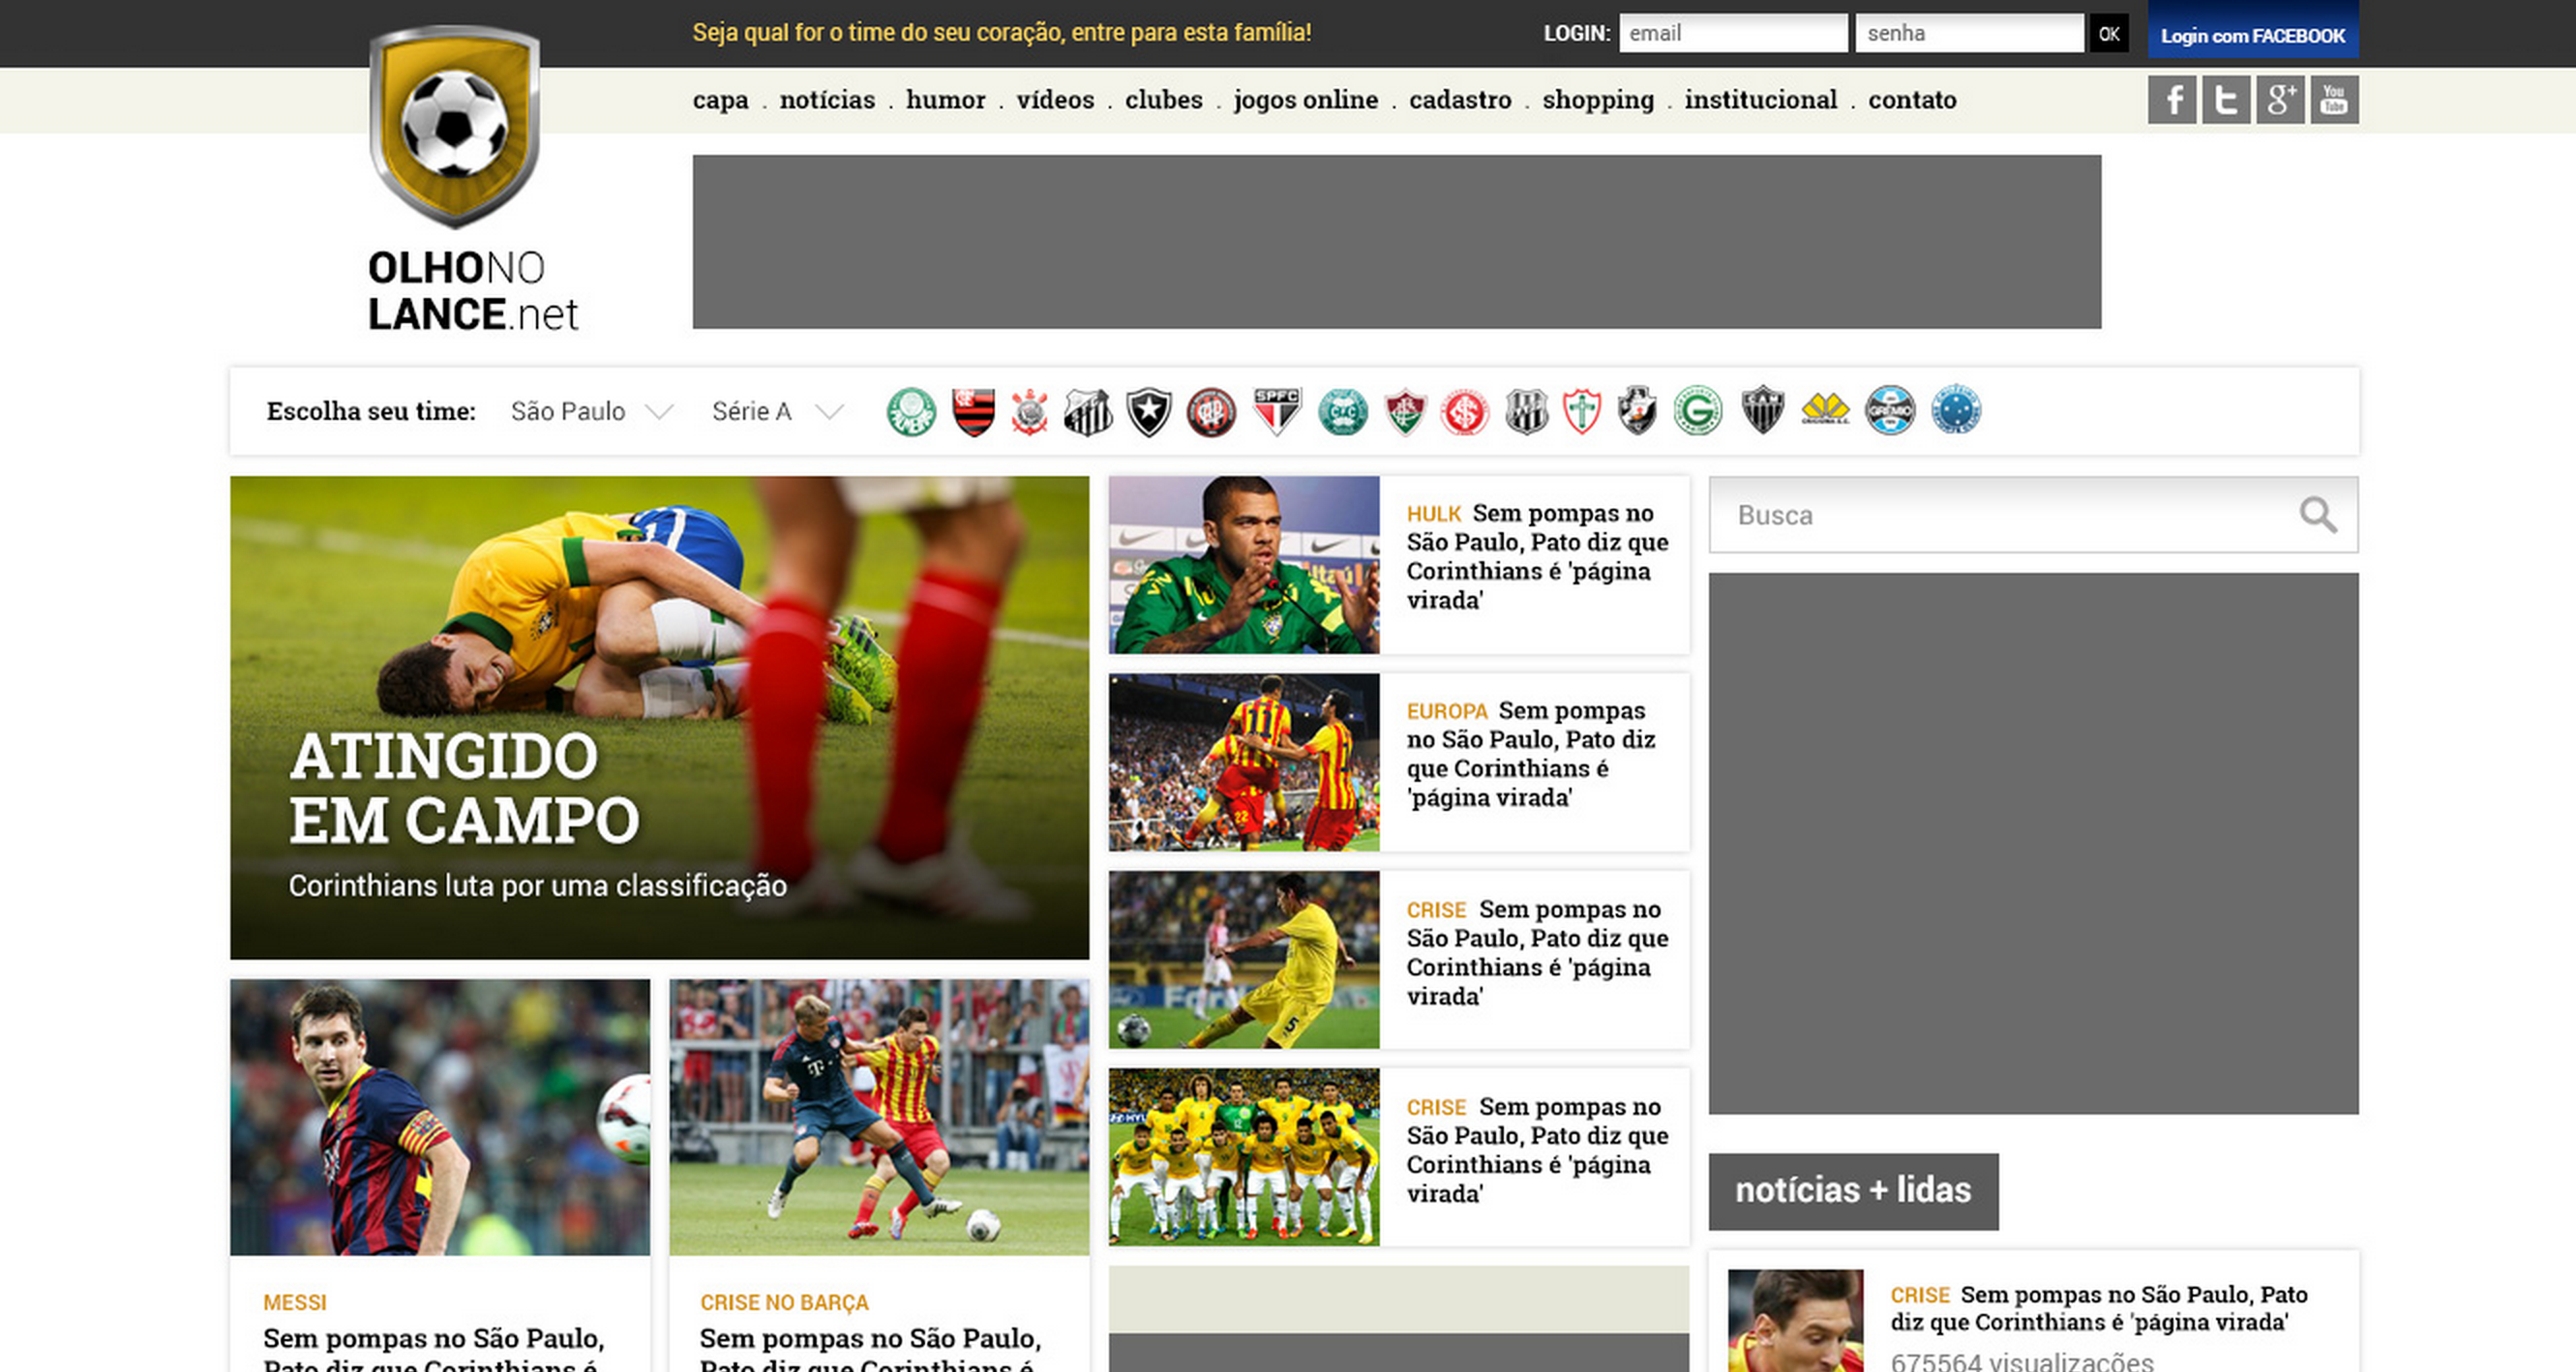 Seja qual for o time do seu coração, entre para esta família!
LOGIN: email senha OK Login com FACEBOOK
capa . notícias . humor . vídeos . clubes . jogos online . cadastro . shopping . institucional . contato
You
Tube
OLHONO
LANCE.net
Escolha seu time: São Paulo Série A
SPFC
CFC
CAM
GRÊMIO
ATINGIDO
EM CAMPO
Corinthians luta por uma classificação
HULK Sem pompas no
São Paulo, Pato diz que
Corinthians é 'página
virada'
EUROPA Sem pompas
no São Paulo, Pato diz
que Corinthians é
'página virada'
CRISE Sem pompas no
São Paulo, Pato diz que
Corinthians é 'página
virada'
CRISE Sem pompas no
São Paulo, Pato diz que
Corinthians é 'página
virada'
Busca
notícias + lidas
CRISE Sem pompas no São Paulo, Pato
diz que Corinthians é 'página virada'
675564 visualizações
MESSI
Sem pompas no São Paulo,
Pato diz que Corinthians é
CRISE NO BARÇA
Sem pompas no São Paulo,
Pato diz que Corinthians é